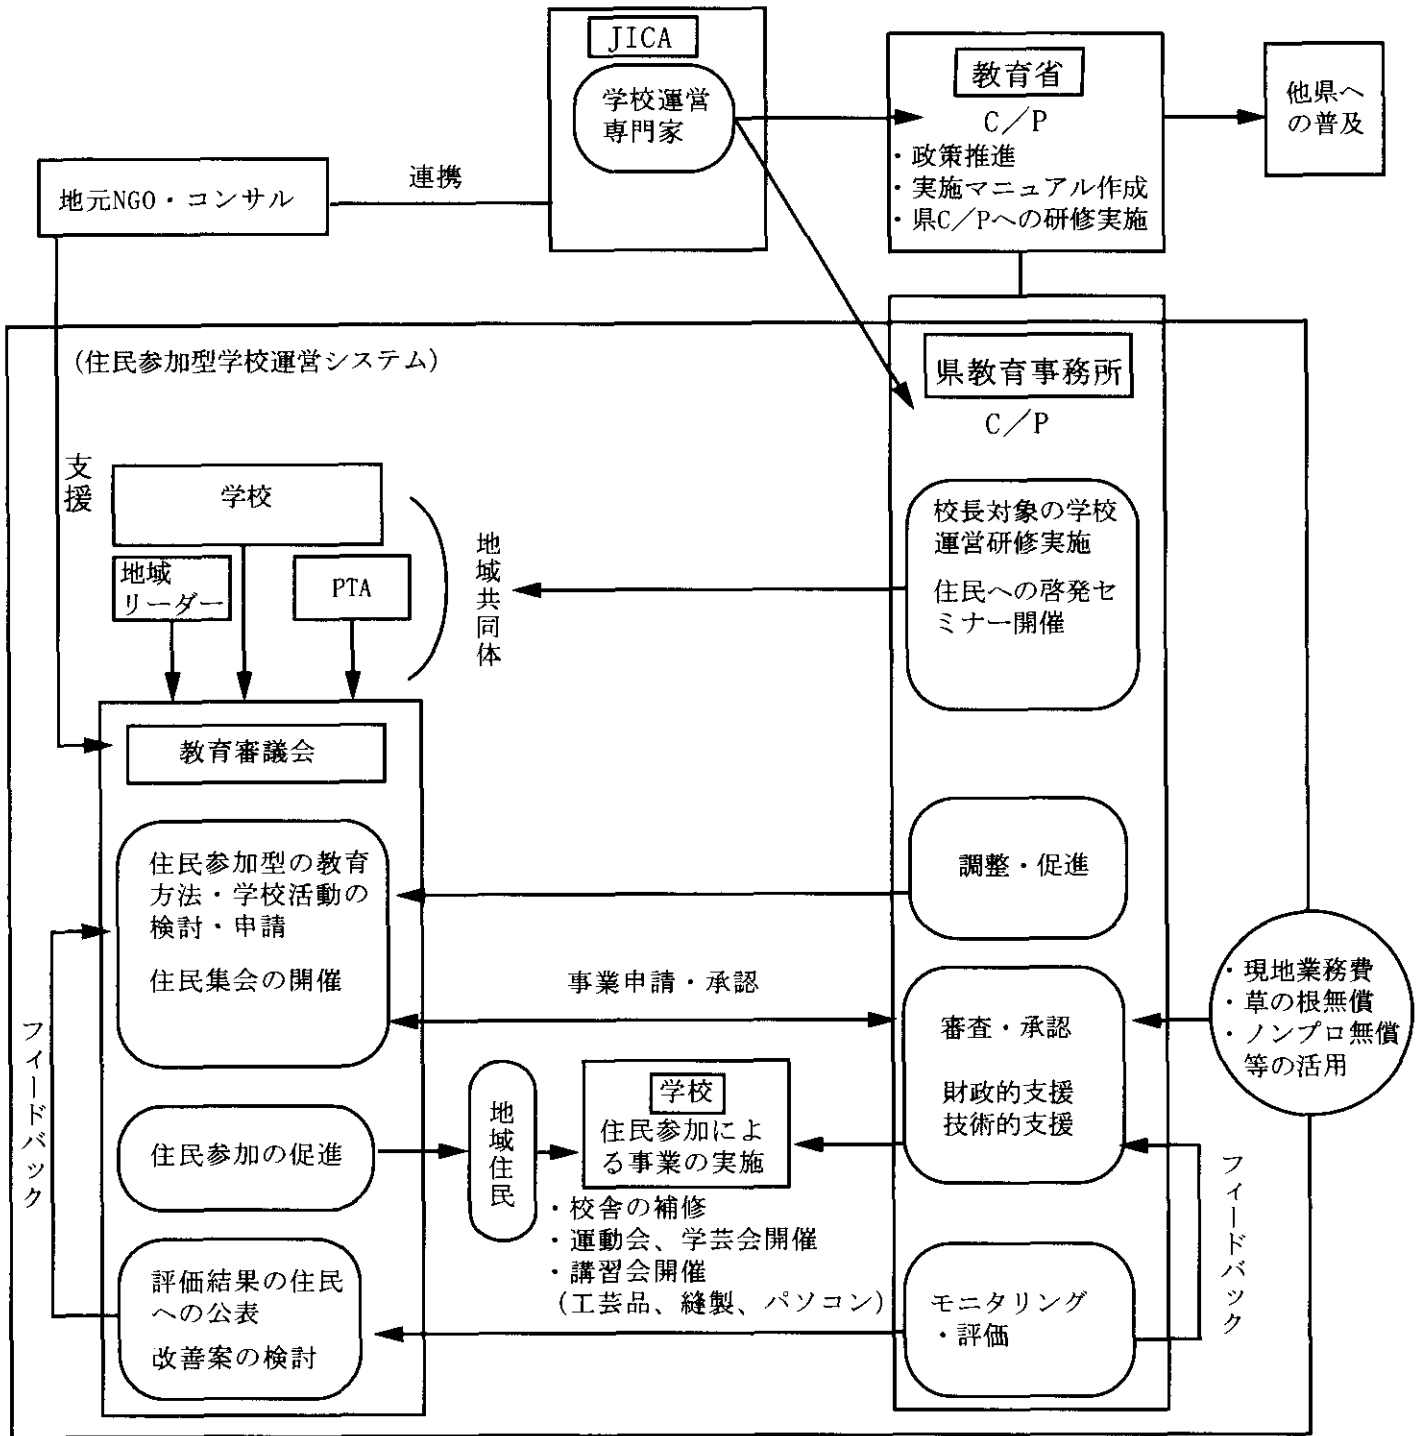 JICA
学校運営
専門家
教育省
C/P
・政策推進
・実施マニュアル作成
・県C/Pへの研修実施
他県へ
の普及
地元NGO・コンサル
連携
(住民参加型学校運営システム)
県教育事務所
C/P
支援
学校
地域
リーダー
PTA
地域共同体
校長対象の学校
運営研修実施
住民への啓発セ
ミナー開催
教育審議会
住民参加型の教育
方法・学校活動の
検討・申請
住民集会の開催
調整・促進
事業申請・承認
審査・承認
財政的支援
技術的支援
・現地業務費
・草の根無償
・ノンプロ無償
等の活用
フィードバック
住民参加の促進
地域住民
学校
住民参加によ
る事業の実施
・校舎の補修
・運動会、学芸会開催
・講習会開催
(工芸品、縫製、パソコン)
フィードバック
評価結果の住民
への公表
改善案の検討
モニタリング
・評価